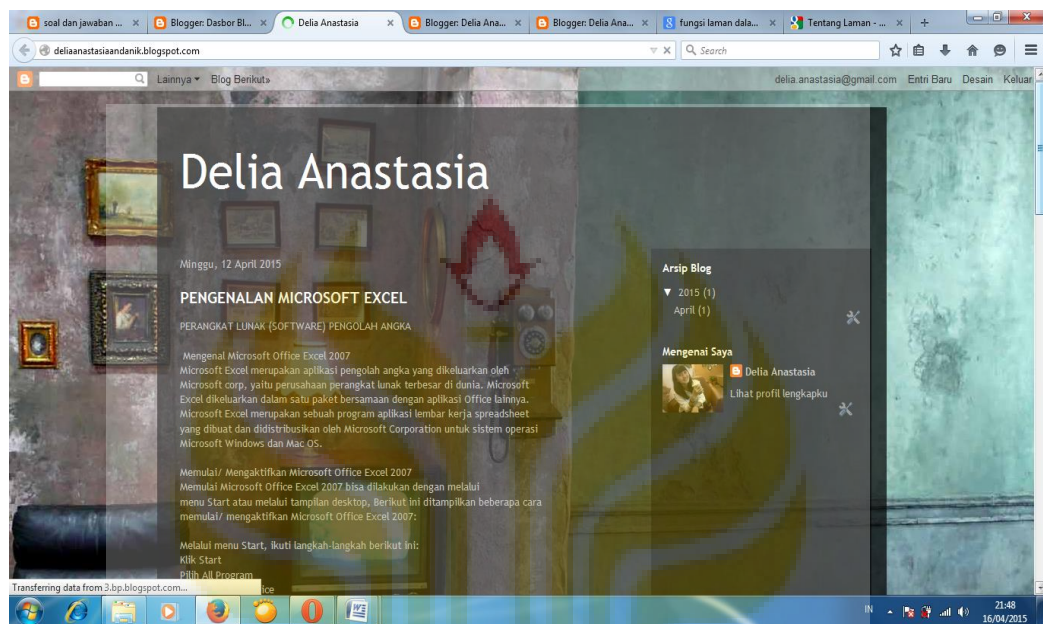 soal dan jawaban ...
Blogger: Dasbor Bl...
Delia Anastasia
Blogger: Delia Ana...
Blogger: Delia Ana...
fungsi laman dala...
Tentang Laman - ...
deliaanastasiaandanik.blogspot.com
Search
Lainnya
Blog Berikut»
delia.anastasia@gmail.com
Entri Baru
Desain
Keluar
Delia Anastasia
Minggu, 12 April 2015
PENGENALAN MICROSOFT EXCEL
PERANGKAT LUNAK (SOFTWARE) PENGOLAH ANGKA
Mengenal Microsoft Office Excel 2007
Microsoft Excel merupakan aplikasi pengolah angka yang dikeluarkan oleh
Microsoft corp, yaitu perusahaan perangkat lunak terbesar di dunia. Microsoft
Excel dikeluarkan dalam satu paket bersamaan dengan aplikasi Office lainnya.
Microsoft Excel merupakan sebuah program aplikasi lembar kerja spreadsheet
yang dibuat dan didistribusikan oleh Microsoft Corporation untuk sistem operasi
Microsoft Windows dan Mac OS.
Memulai/ Mengaktifkan Microsoft Office Excel 2007
Memulai Microsoft Office Excel 2007 bisa dilakukan dengan melalui
menu Start atau melalui tampilan desktop, Berikut ini ditampilkan beberapa cara
memulai/ mengaktifkan Microsoft Office Excel 2007:
Melalui menu Start, ikuti langkah-langkah berikut ini:
Klik Start
Pilih All Program
Arsip Blog
▼ 2015 (1)
April (1)
Mengenai Saya
Delia Anastasia
Lihat profil lengkapku
Transferring data from 3.bp.blogspot.com...
IN
21:48
16/04/2015